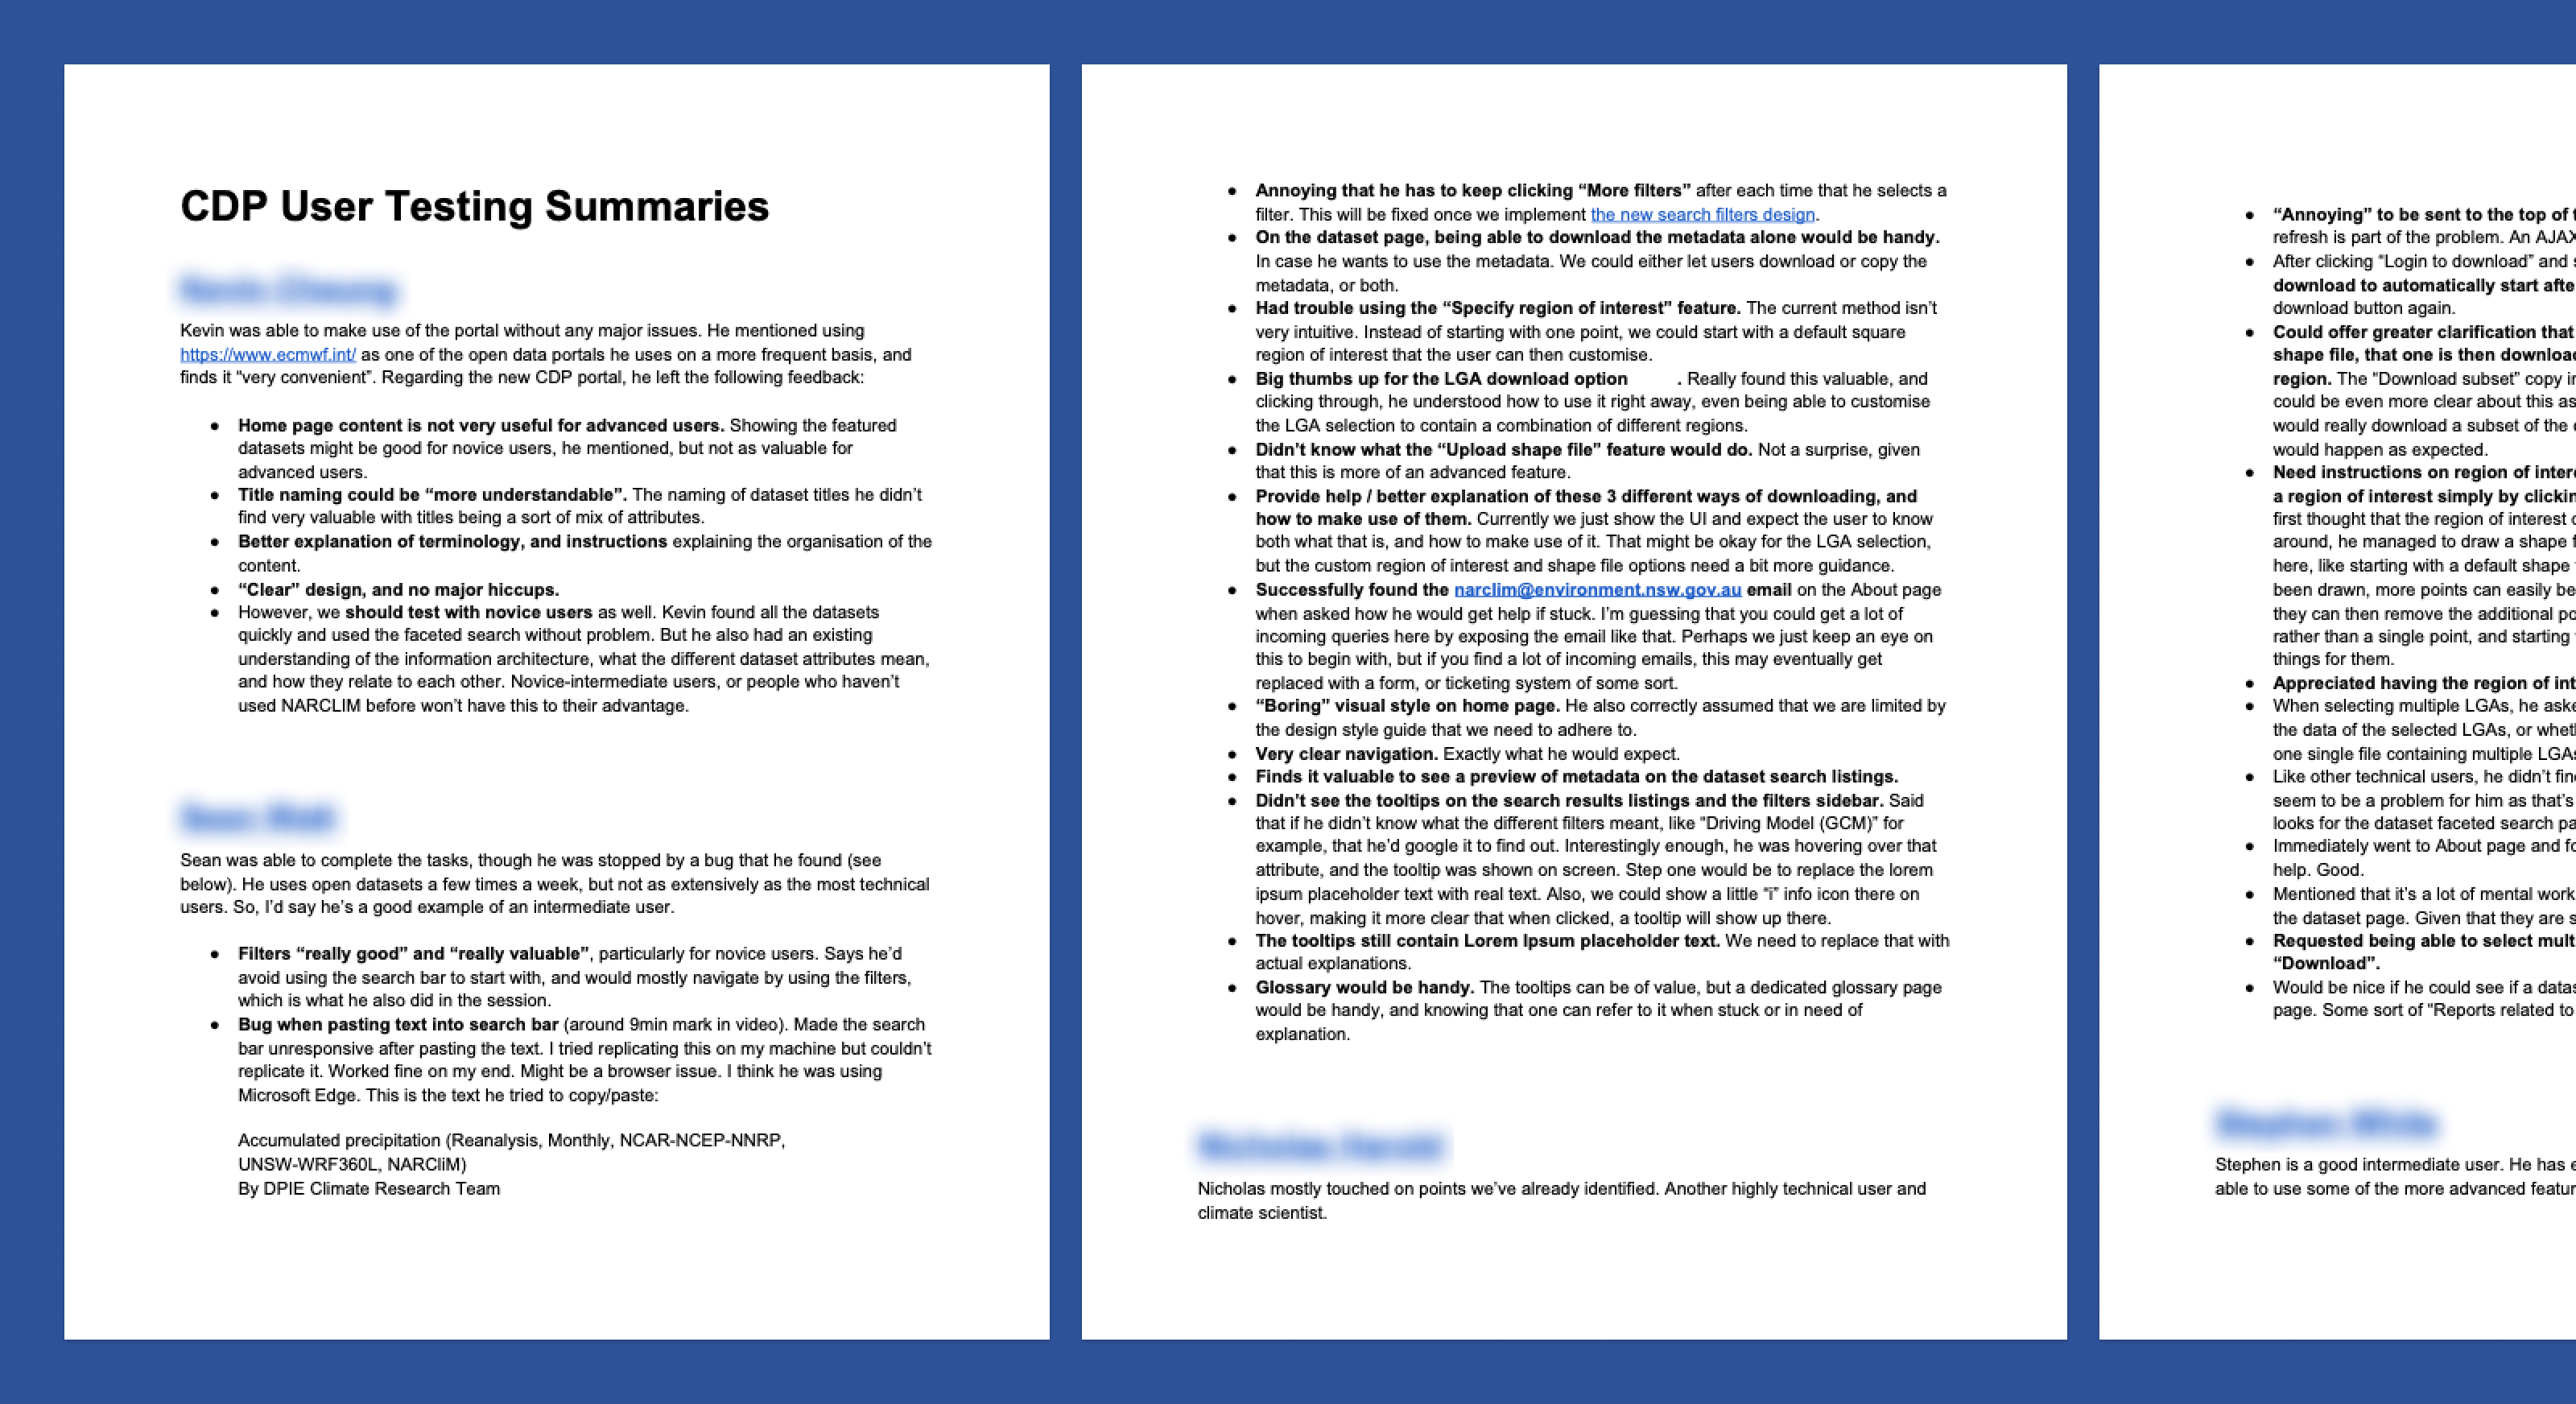 CDP User Testing Summaries
Kevin was able to make use of the portal without any major issues. He mentioned using
https://www.ecmwf.int/ as one of the open data portals he uses on a more frequent basis, and
finds it “very convenient”. Regarding the new CDP portal, he left the following feedback:
● Home page content is not very useful for advanced users. Showing the featured
datasets might be good for novice users, he mentioned, but not as valuable for
advanced users.
● Title naming could be “more understandable”. The naming of dataset titles he didn’t
find very valuable with titles being a sort of mix of attributes.
● Better explanation of terminology, and instructions explaining the organisation of the
content.
● “Clear” design, and no major hiccups.
● However, we should test with novice users as well. Kevin found all the datasets
quickly and used the faceted search without problem. But he also had an existing
understanding of the information architecture, what the different dataset attributes mean,
and how they relate to each other. Novice-intermediate users, or people who haven’t
used NARCLIM before won’t have this to their advantage.
Sean was able to complete the tasks, though he was stopped by a bug that he found (see
below). He uses open datasets a few times a week, but not as extensively as the most technical
users. So, I’d say he’s a good example of an intermediate user.
● Filters “really good” and “really valuable”, particularly for novice users. Says he’d
avoid using the search bar to start with, and would mostly navigate by using the filters,
which is what he also did in the session.
● Bug when pasting text into search bar (around 9min mark in video). Made the search
bar unresponsive after pasting the text. I tried replicating this on my machine but couldn’t
replicate it. Worked fine on my end. Might be a browser issue. I think he was using
Microsoft Edge. This is the text he tried to copy/paste:
Accumulated precipitation (Reanalysis, Monthly, NCAR-NCEP-NNRP,
UNSW-WRF360L, NARCliM)
By DPIE Climate Research Team
● Annoying that he has to keep clicking “More filters” after each time that he selects a
filter. This will be fixed once we implement the new search filters design.
● On the dataset page, being able to download the metadata alone would be handy.
In case he wants to use the metadata. We could either let users download or copy the
metadata, or both.
● Had trouble using the “Specify region of interest” feature. The current method isn’t
very intuitive. Instead of starting with one point, we could start with a default square
region of interest that the user can then customise.
● Big thumbs up for the LGA download option . Really found this valuable, and
clicking through, he understood how to use it right away, even being able to customise
the LGA selection to contain a combination of different regions.
● Didn’t know what the “Upload shape file” feature would do. Not a surprise, given
that this is more of an advanced feature.
● Provide help / better explanation of these 3 different ways of downloading, and
how to make use of them. Currently we just show the UI and expect the user to know
both what that is, and how to make use of it. That might be okay for the LGA selection,
but the custom region of interest and shape file options need a bit more guidance.
● Successfully found the narclim@environment.nsw.gov.au email on the About page
when asked how he would get help if stuck. I’m guessing that you could get a lot of
incoming queries here by exposing the email like that. Perhaps we just keep an eye on
this to begin with, but if you find a lot of incoming emails, this may eventually get
replaced with a form, or ticketing system of some sort.
● “Boring” visual style on home page. He also correctly assumed that we are limited by
the design style guide that we need to adhere to.
● Very clear navigation. Exactly what he would expect.
● Finds it valuable to see a preview of metadata on the dataset search listings.
● Didn’t see the tooltips on the search results listings and the filters sidebar. Said
that if he didn’t know what the different filters meant, like “Driving Model (GCM)” for
example, that he’d google it to find out. Interestingly enough, he was hovering over that
attribute, and the tooltip was shown on screen. Step one would be to replace the lorem
ipsum placeholder text with real text. Also, we could show a little “i” info icon there on
hover, making it more clear that when clicked, a tooltip will show up there.
● The tooltips still contain Lorem Ipsum placeholder text. We need to replace that with
actual explanations.
● Glossary would be handy. The tooltips can be of value, but a dedicated glossary page
would be handy, and knowing that one can refer to it when stuck or in need of
explanation.
Nicholas mostly touched on points we’ve already identified. Another highly technical user and
climate scientist.
● “Annoying” to be sent to the top of
refresh is part of the problem. An AJAX
● After clicking “Login to download” and
download to automatically start
download button again.
● Could offer greater clarification that
shape file, that one is then
region. The “Download subset” copy
could be even more clear about this as
would really download a subset of the
would happen as expected.
● Need instructions on region of
a region of interest simply by
first thought that the region of interest
around, he managed to draw a shape
here, like starting with a default shape
been drawn, more points can easily be
they can then remove the additional
rather than a single point, and starting
things for them.
● Appreciated having the region of
● When selecting multiple LGAs, he
the data of the selected LGAs, or
one single file containing multiple
● Like other technical users, he didn’t
seem to be a problem for him as that’s
looks for the dataset faceted search
● Immediately went to About page and
help. Good.
● Mentioned that it’s a lot of mental work
the dataset page. Given that they are
● Requested being able to select
“Download”.
● Would be nice if he could see if a
page. Some sort of “Reports related to
Stephen is a good intermediate user. He has
able to use some of the more advanced